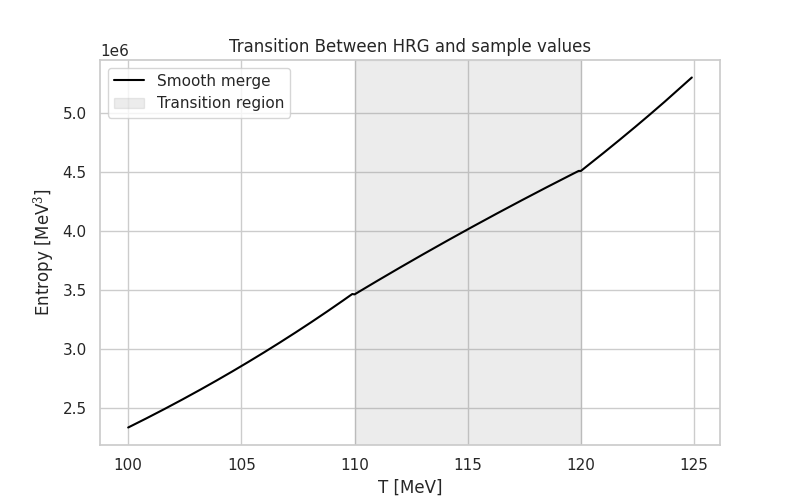 Transition Between HRG and sample values
1e6
Smooth merge
Transition region
5.0
4.5
4.0
3.5
3.0
2.5
Entropy [MeV³]
100 105 110 115 120 125
T [MeV]